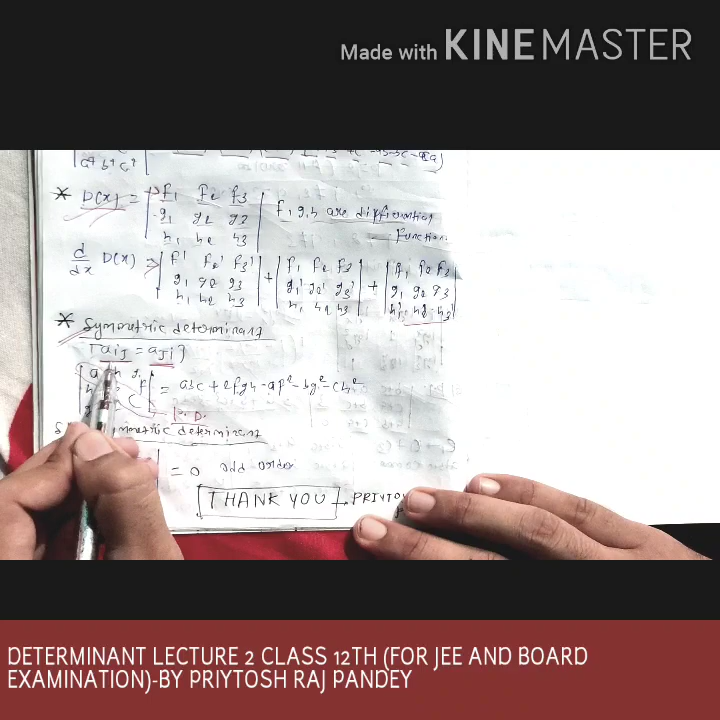 Made with KINEMASTER
* D(x) = | f1 f2 f3
g1 g2 g3 | f, g, h are differential
h1 h2 h3 function
d/dx D(x) ⇒ | f1' f2' f3' | + | f1 f2 f3 | + | f1 f2 f3 |
g1 g2 g3 g1' g2' g3' g1 g2 g3
h1 h2 h3 h1 h2 h3 h1' h2' h3'
* Symmetric determinant
[aij = aji]
= abc + 2fgh - af² - bg² - ch²
P.D.
mmetric determinant
= 0 odd order
THANK YOU
DETERMINANT LECTURE 2 CLASS 12TH (FOR JEE AND BOARD
EXAMINATION)-BY PRIYTOSH RAJ PANDEY